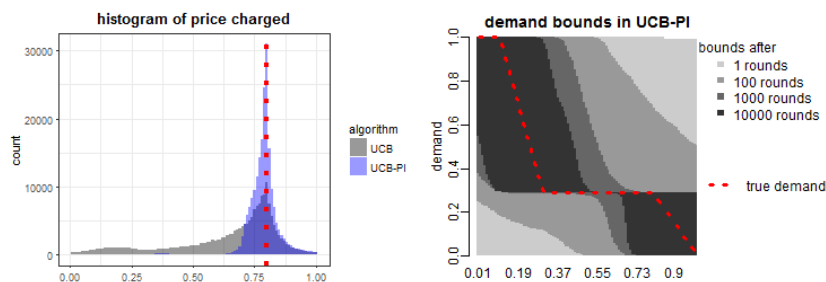 histogram of price charged
30000
20000
10000
0
count
0.00 0.25 0.50 0.75 1.00
algorithm
UCB
UCB-PI
demand bounds in UCB-PI
1.0
0.8
0.6
0.4
0.2
0.0
demand
0.01 0.19 0.37 0.55 0.73 0.9
bounds after
1 rounds
100 rounds
1000 rounds
10000 rounds
true demand